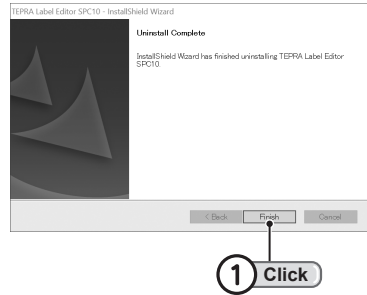 TEPRA Label Editor SPC10 - InstallShield Wizard
Uninstall Complete
InstallShield Wizard has finished uninstalling TEPRA Label Editor
SPC10.
< Back
Finish
Cancel
1 Click